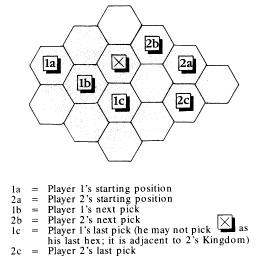 2b
1a
2a
1b
1c
2c
1a = Player 1's starting position
2a = Player 2's starting position
1b = Player 1's next pick
2b = Player 2's next pick
1c = Player 1's last pick (he may not pick as
his last hex; it is adjacent to 2's Kingdom)
2c = Player 2's last pick